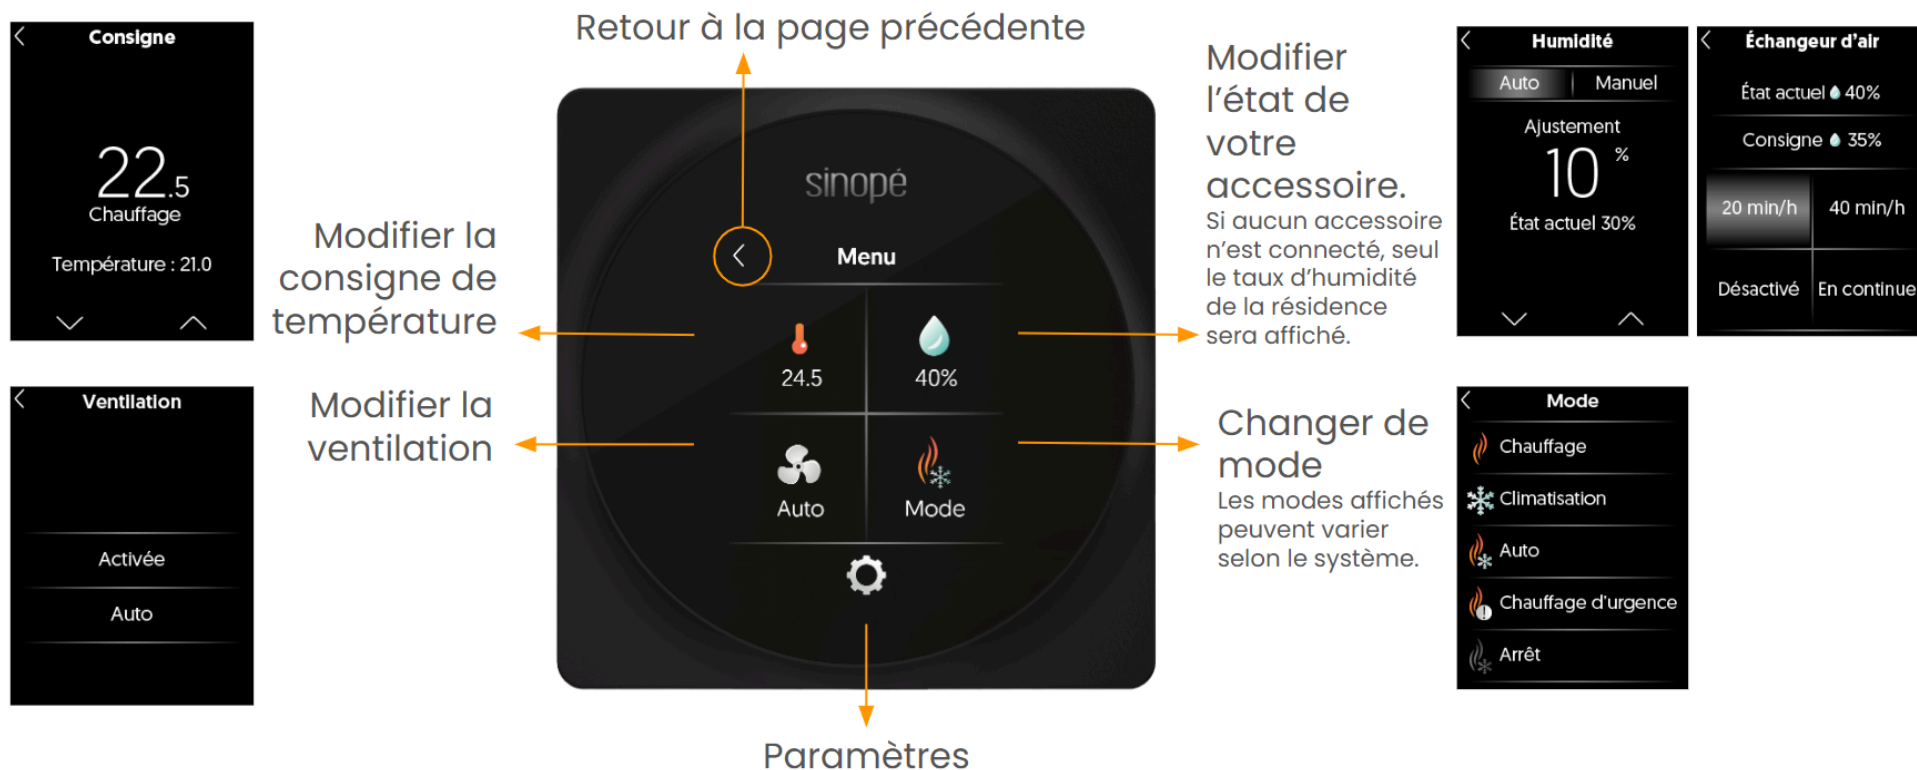 Consigne
22.5
Chauffage
Température : 21.0
Ventilation
Activée
Auto
Modifier la
consigne de
température
Modifier la
ventilation
Retour à la page précédente
sinopé
Menu
24.5
40%
Auto
Mode
Paramètres
Modifier
l'état de
votre
accessoire.
Si aucun accessoire
n'est connecté, seul
le taux d'humidité
de la résidence
sera affiché.
Changer de
mode
Les modes affichés
peuvent varier
selon le système.
Humidité
Auto
Manuel
Ajustement
10 %
État actuel 30%
Échangeur d'air
État actuel 40%
Consigne 35%
20 min/h
40 min/h
Désactivé
En continue
Mode
Chauffage
Climatisation
Auto
Chauffage d'urgence
Arrêt